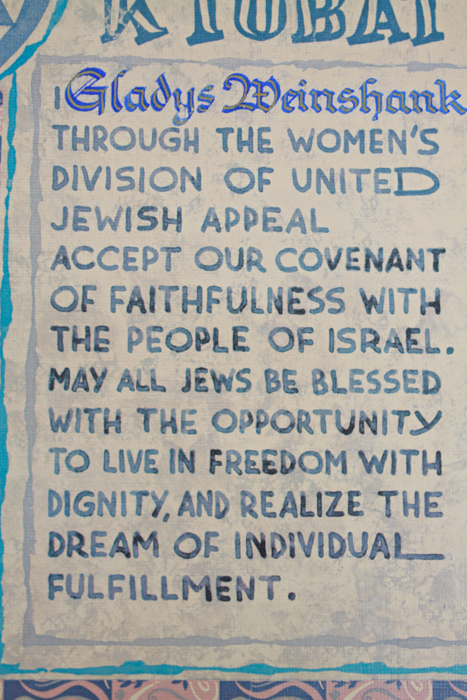 K'TUBAT
I Gladys Weinshank
THROUGH THE WOMEN'S
DIVISION OF UNITED
JEWISH APPEAL
ACCEPT OUR COVENANT
OF FAITHFULNESS WITH
THE PEOPLE OF ISRAEL.
MAY ALL JEWS BE BLESSED
WITH THE OPPORTUNITY
TO LIVE IN FREEDOM WITH
DIGNITY, AND REALIZE THE
DREAM OF INDIVIDUAL
FULFILLMENT.